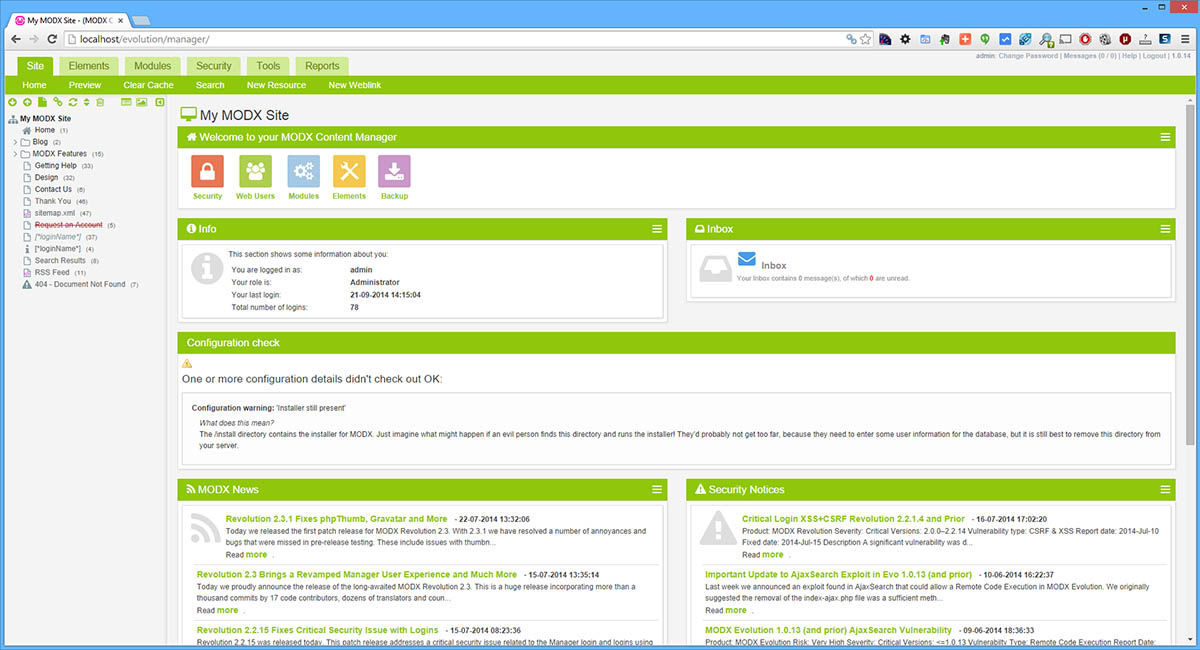 My MODX Site - (MODX C
localhost/evolution/manager/
Site Elements Modules Security Tools Reports
admin: Change Password | Messages (0 / 0) | Help | Logout | 1.0.14
Home Preview Clear Cache Search New Resource New Weblink
My MODX Site
Home (1)
Blog (2)
MODX Features (15)
Getting Help (33)
Design (32)
Contact Us (6)
Thank You (46)
sitemap.xml (47)
Request an Account (5)
[*loginName*] (37)
[*loginName*] (4)
Search Results (8)
RSS Feed (11)
404 - Document Not Found (7)
My MODX Site
Welcome to your MODX Content Manager
Security Web Users Modules Elements Backup
Info
This section shows some information about you:
You are logged in as: admin
Your role is: Administrator
Your last login: 21-09-2014 14:15:04
Total number of logins: 78
Inbox
Inbox
Your Inbox contains 0 message(s), of which 0 are unread.
Configuration check
One or more configuration details didn't check out OK:
Configuration warning: 'Installer still present'
What does this mean?
The /install directory contains the installer for MODX. Just imagine what might happen if an evil person finds this directory and runs the installer! They'd probably not get too far, because they need to enter some user information for the database, but it is still best to remove this directory from
your server.
MODX News
Revolution 2.3.1 Fixes phpThumb, Gravatar and More - 22-07-2014 13:32:06
Today we released the first patch release for MODX Revolution 2.3. With 2.3.1 we have resolved a number of annoyances and
bugs that were missed in pre-release testing. These include issues with thumbn...
Read more .
Revolution 2.3 Brings a Revamped Manager User Experience and Much More - 15-07-2014 13:35:14
Today we proudly announce the release of the long-awaited MODX Revolution 2.3. This is a huge release incorporating more than a
thousand commits by 17 code contributors, dozens of translators and coun...
Read more .
Revolution 2.2.15 Fixes Critical Security Issue with Logins - 15-07-2014 08:23:36
Revolution 2.2.15 was released today. This patch release addresses a critical security issue related to the Manager login and logins using
Security Notices
Critical Login XSS+CSRF Revolution 2.2.1.4 and Prior - 16-07-2014 17:02:20
Product: MODX Revolution Severity: Critical Versions: 2.0.0–2.2.14 Vulnerability type: CSRF & XSS Report date: 2014-Jul-10
Fixed date: 2014-Jul-15 Description A significant vulnerability was d...
Read more .
Important Update to AjaxSearch Exploit in Evo 1.0.13 (and prior) - 10-06-2014 16:22:37
Last week we announced an exploit found in AjaxSearch that could allow a Remote Code Execution in MODX Evolution. We originally
suggested the removal of the index-ajax.php file was a sufficient meth...
Read more .
MODX Evolution 1.0.13 (and prior) AjaxSearch Vulnerability - 09-06-2014 18:36:33
Product: MODX Evolution Risk: Very High Severity: Critical Versions: <=1.0.13 Vulnerabilty Type: Remote Code Execution Report Date: